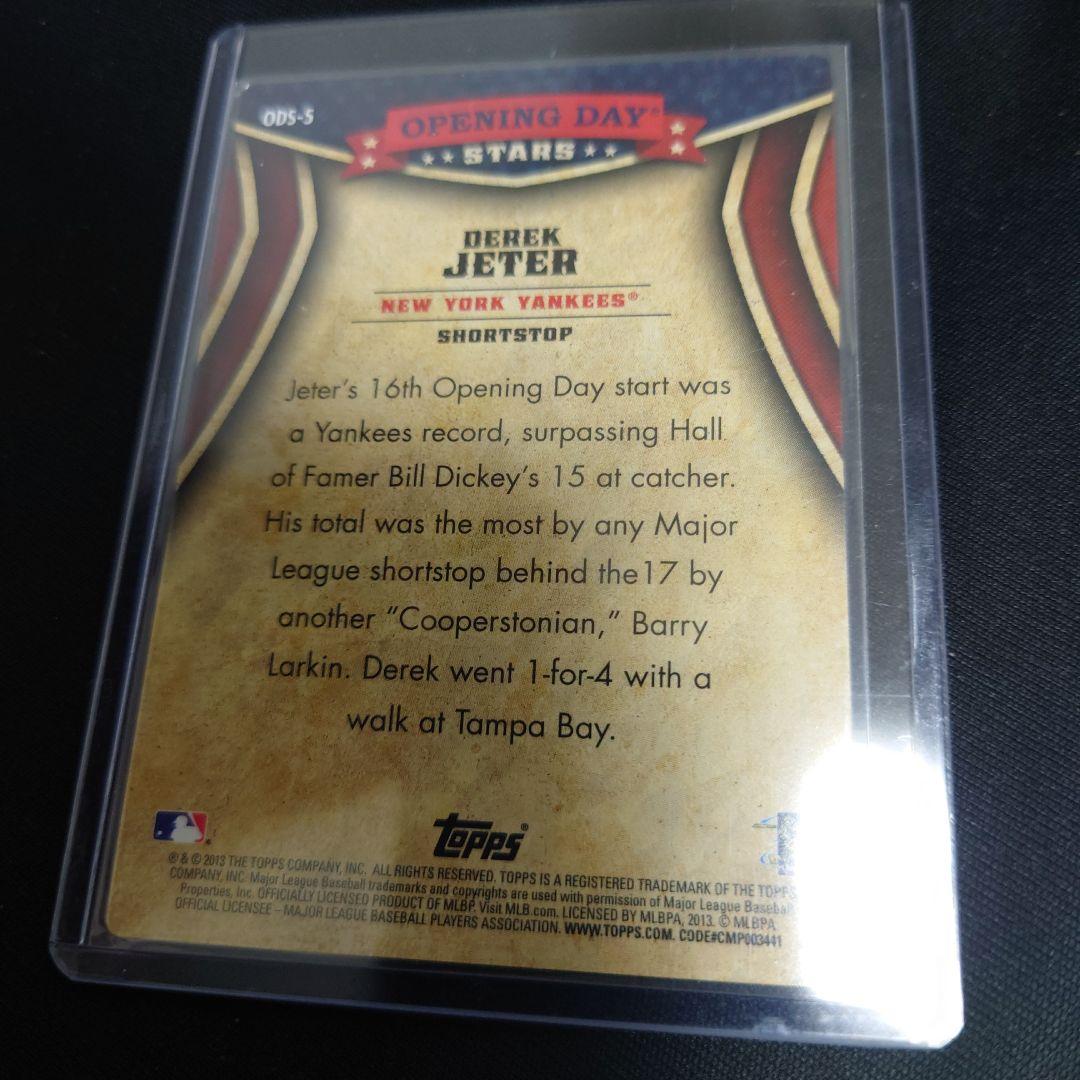 ODS-5
OPENING DAY®
STARS
DEREK
JETER
NEW YORK YANKEES®
SHORTSTOP
Jeter's 16th Opening Day start was
a Yankees record, surpassing Hall
of Famer Bill Dickey's 15 at catcher.
His total was the most by any Major
League shortstop behind the17 by
another "Cooperstonian," Barry
Larkin. Derek went 1-for-4 with a
walk at Tampa Bay.
topps®
® & © 2013 THE TOPPS COMPANY, INC. ALL RIGHTS RESERVED. TOPPS IS A REGISTERED TRADEMARK OF THE TOPPS
COMPANY, INC. Major League Baseball trademarks and copyrights are used with permission of Major League Baseball
Properties, Inc. OFFICIALLY LICENSED PRODUCT OF MLBP. Visit MLB.com. LICENSED BY MLBPA, 2013. © MLBPA
OFFICIAL LICENSEE – MAJOR LEAGUE BASEBALL PLAYERS ASSOCIATION. WWW.TOPPS.COM. CODE#CMP003441